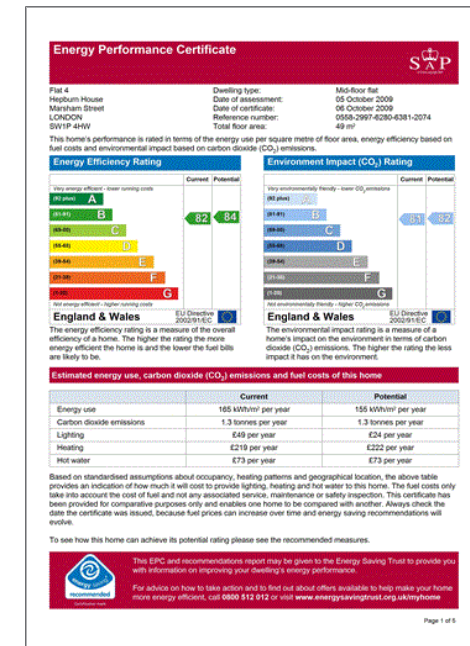 Energy Performance Certificate
SAP
Flat 4
Hepburn House
Marsham Street
LONDON
SW1P 4HW
Dwelling type: Mid-floor flat
Date of assessment: 05 October 2009
Date of certificate: 06 October 2009
Reference number: 0558-2997-6280-6381-2074
Total floor area: 49 m²
This home's performance is rated in terms of the energy use per square metre of floor area, energy efficiency based on
fuel costs and environmental impact based on carbon dioxide (CO₂) emissions.
Energy Efficiency Rating
Current Potential
Very energy efficient - lower running costs
(92 plus) A
(81-91) B
(69-80) C
(55-68) D
(39-54) E
(21-38) F
(1-20) G
82 84
Not energy efficient - higher running costs
England & Wales
EU Directive
2002/91/EC
The energy efficiency rating is a measure of the overall
efficiency of a home. The higher the rating the more
energy efficient the home is and the lower the fuel bills
are likely to be.
Environment Impact (CO₂) Rating
Current Potential
Very environmentally friendly - lower CO₂ emissions
(92 plus) A
(81-91) B
(69-80) C
(55-68) D
(39-54) E
(21-38) F
(1-20) G
81 82
Not environmentally friendly - higher CO₂ emissions
England & Wales
EU Directive
2002/91/EC
The environmental impact rating is a measure of a
home's impact on the environment in terms of carbon
dioxide (CO₂) emissions. The higher the rating the less
impact it has on the environment.
Estimated energy use, carbon dioxide (CO₂) emissions and fuel costs of this home
Current Potential
Energy use 165 kWh/m² per year 155 kWh/m² per year
Carbon dioxide emissions 1.3 tonnes per year 1.3 tonnes per year
Lighting £49 per year £24 per year
Heating £219 per year £222 per year
Hot water £73 per year £73 per year
Based on standardised assumptions about occupancy, heating patterns and geographical location, the above table
provides an indication of how much it will cost to provide lighting, heating and hot water to this home. The fuel costs only
take into account the cost of fuel and not any associated service, maintenance or safety inspection. This certificate has
been provided for comparative purposes only and enables one home to be compared with another. Always check the
date the certificate was issued, because fuel prices can increase over time and energy saving recommendations will
evolve.
To see how this home can achieve its potential rating please see the recommended measures.
energy saving
recommended
Certification mark
This EPC and recommendations report may be given to the Energy Saving Trust to provide you
with information on improving your dwelling's energy performance.
For advice on how to take action and to find out about offers available to help make your home
more energy efficient, call 0800 512 012 or visit www.energysavingtrust.org.uk/myhome
Page 1 of 5